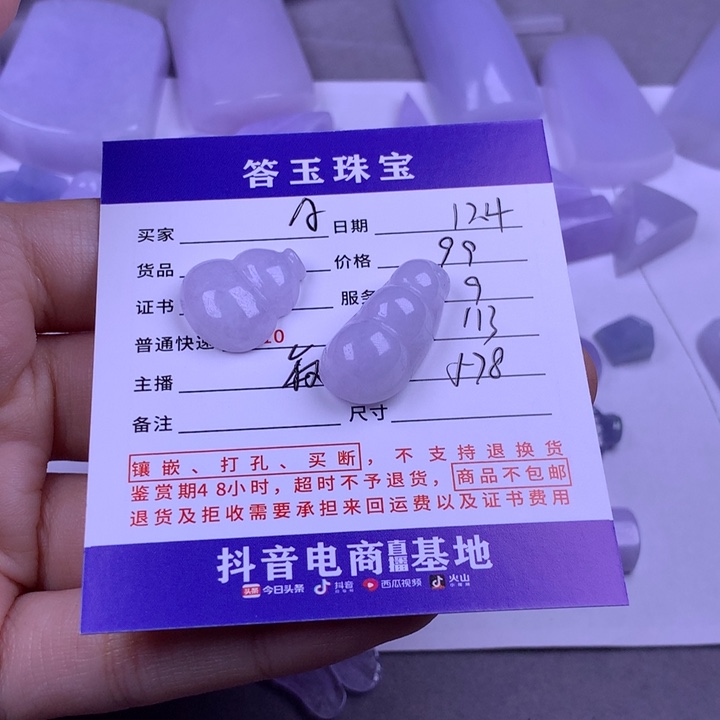 答玉珠宝
买家 日期 12.4
货品 价格 99
证书 服务 9
普通快递 10 113
主播 178
备注 尺寸
镶嵌、打孔、买断，不支持退换货
鉴赏期48小时，超时不予退货，商品不包邮
退货及拒收需要承担来回运费以及证书费用
抖音电商直播基地
头条 今日头条 抖音 西瓜视频 火山